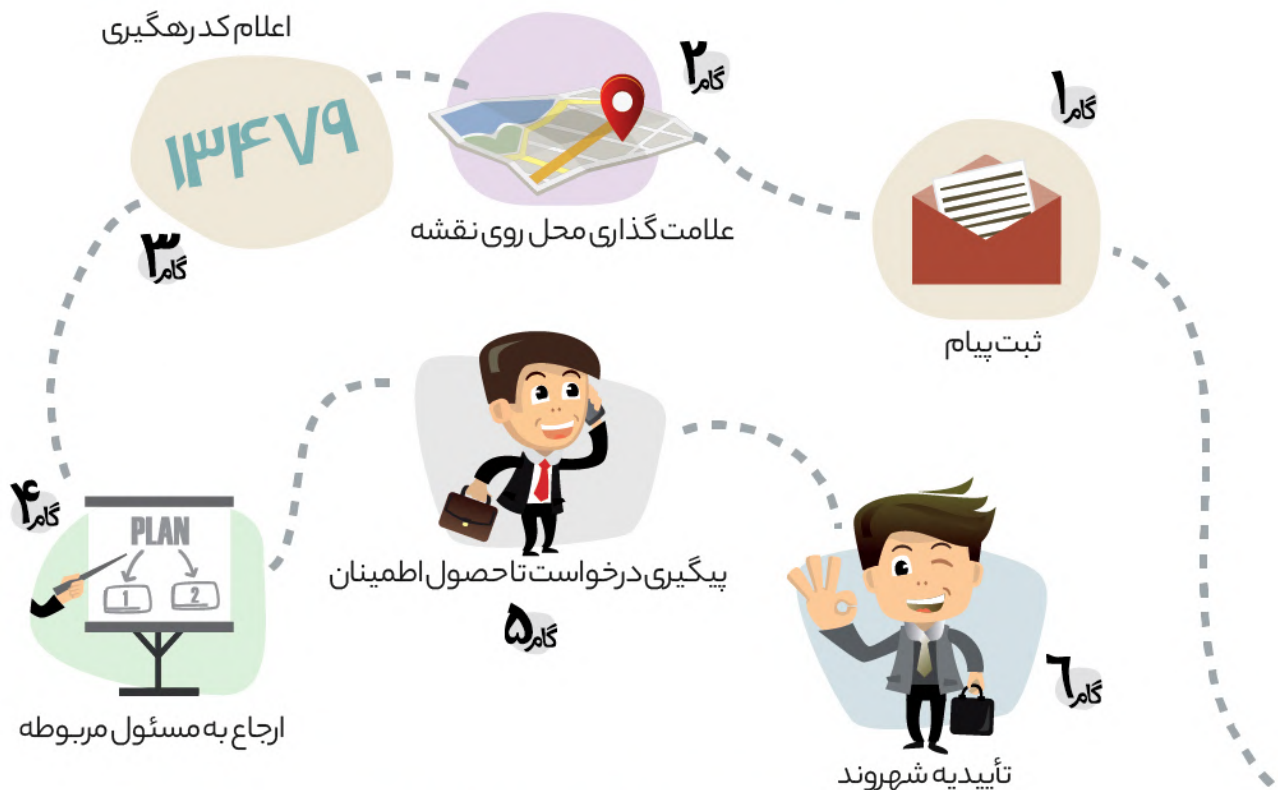 گام ۱
ثبت پیام
گام ۲
علامت گذاری محل روی نقشه
اعلام کد رهگیری
۱۳۴۷۹
گام ۳
گام ۴
PLAN
1 2
ارجاع به مسئول مربوطه
پیگیری درخواست تا حصول اطمینان
گام ۵
گام ۶
تأییدیه شهروند